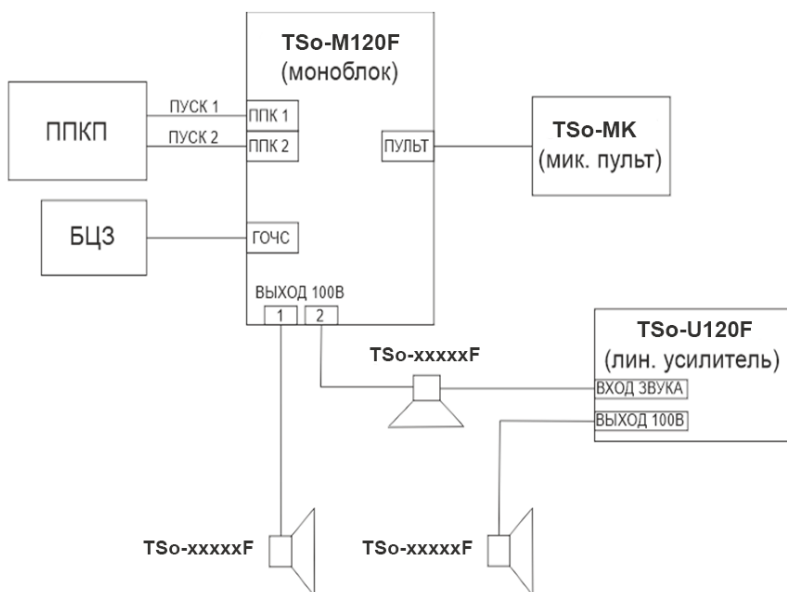 TSo-M120F
(моноблок)
ППКП
ПУСК 1
ППК 1
ПУСК 2
ППК 2
ПУЛЬТ
TSo-MK
(мик. пульт)
БЦЗ
ГОЧС
ВЫХОД 100В
1
2
TSo-U120F
(лин. усилитель)
TSo-xxxxxF
ВХОД ЗВУКА
ВЫХОД 100В
TSo-xxxxxF
TSo-xxxxxF